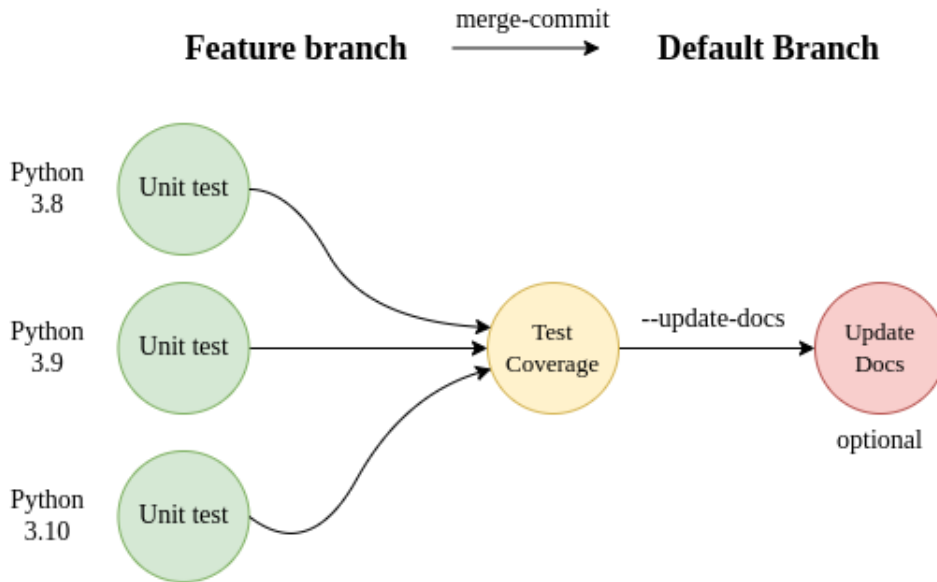 merge-commit
Feature branch
Default Branch
Python
3.8
Unit test
Python
3.9
Unit test
Test
Coverage
--update-docs
Update
Docs
optional
Python
3.10
Unit test